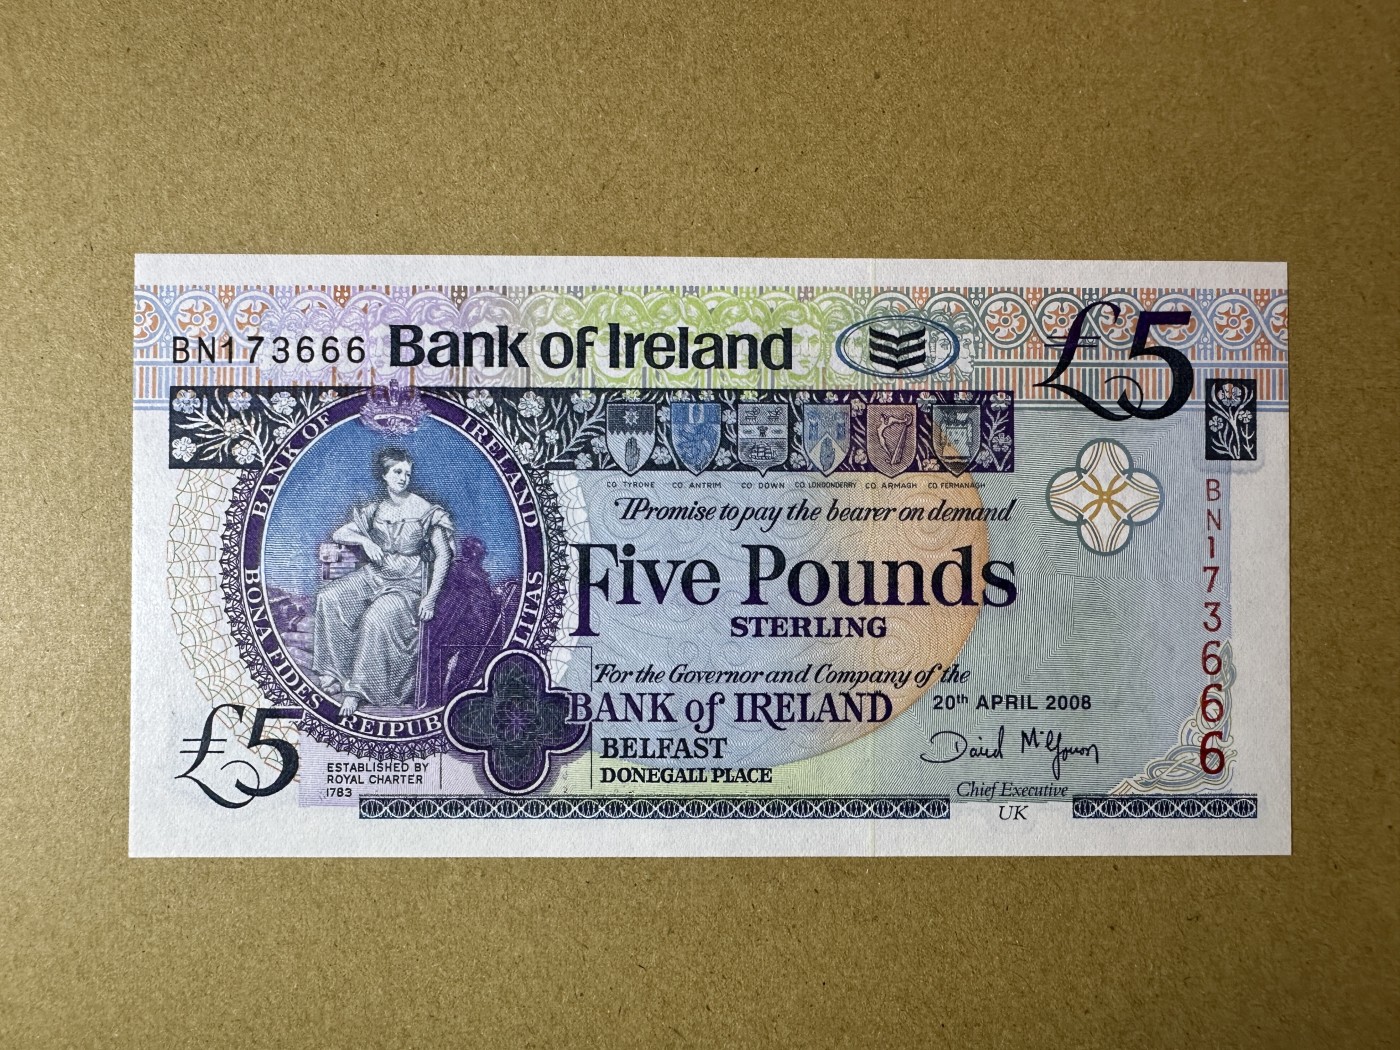 BN173666 Bank of Ireland £5
BANK OF IRELAND
BONA FIDES REIPUB LITAS
CO TYRONE CO ANTRIM CO DOWN CO LONDONDERRY CO ARMAGH CO FERMANAGH
I Promise to pay the bearer on demand
Five Pounds
STERLING
For the Governor and Company of the
BANK of IRELAND
BELFAST
DONEGALL PLACE
20th APRIL 2008
David McGowan
Chief Executive
UK
£5
ESTABLISHED BY
ROYAL CHARTER
1783
BN173666